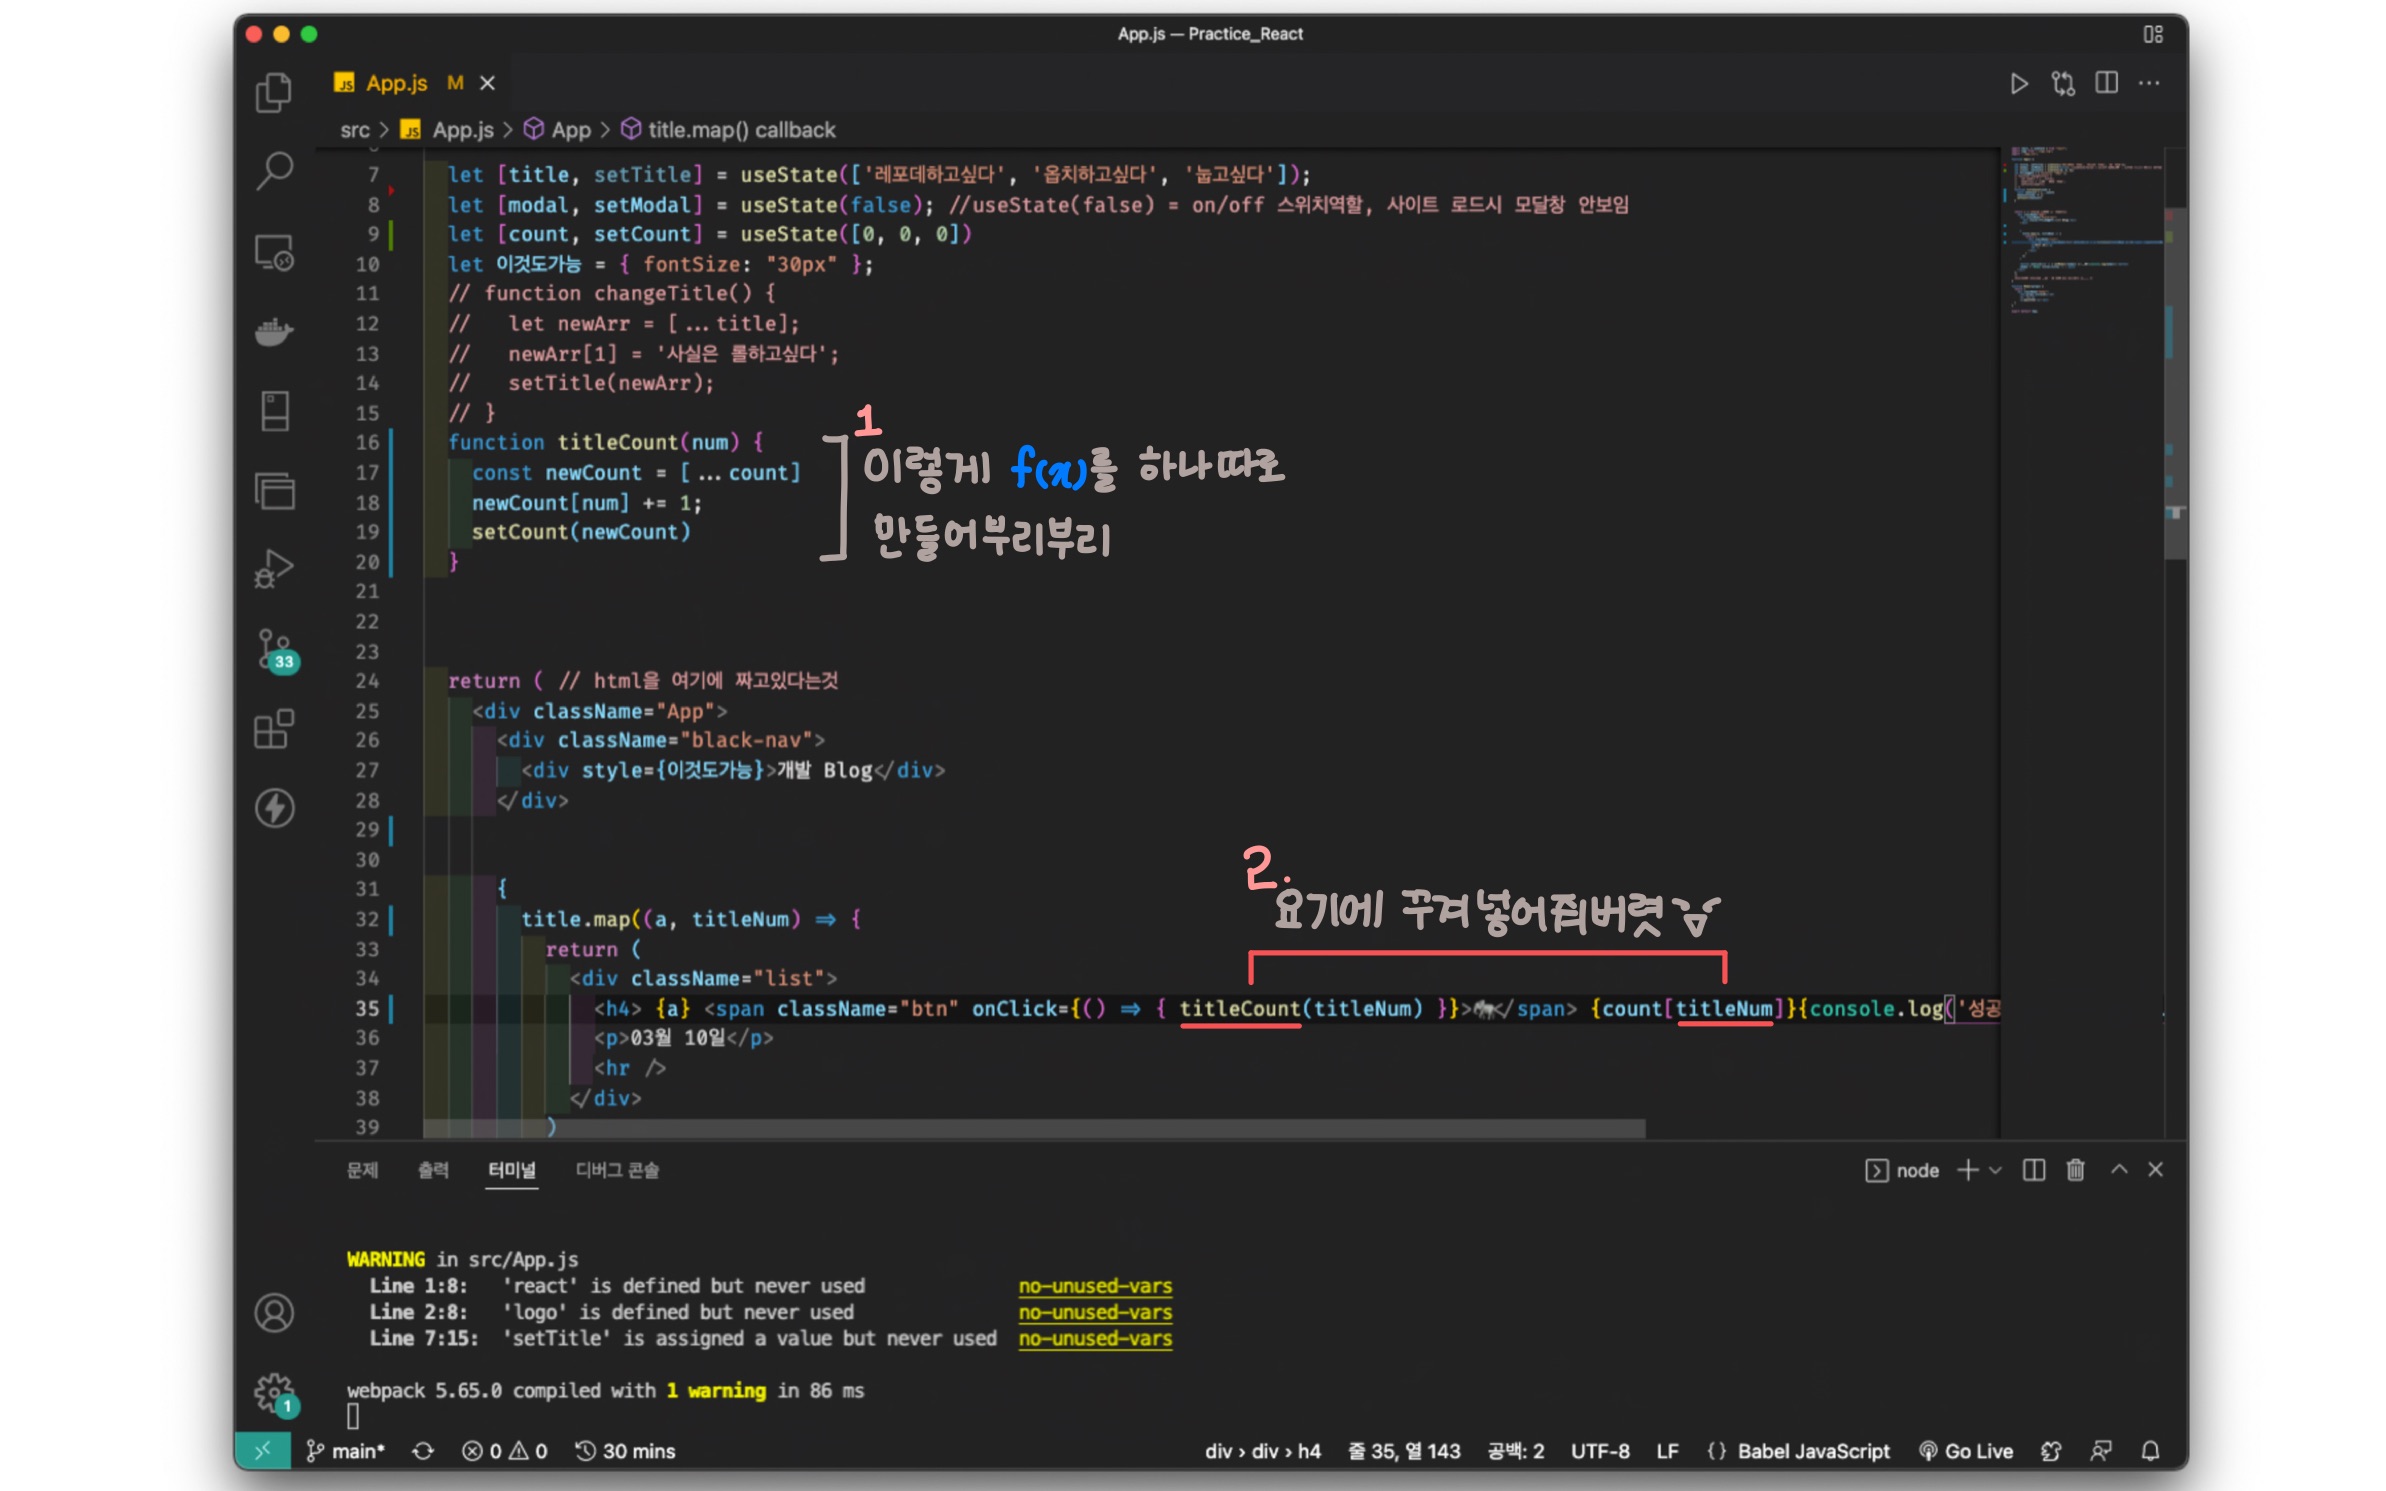 App.js — Practice_React
JS App.js M
src > JS App.js > App > title.map() callback
7 let [title, setTitle] = useState(['레포데하고싶다', '옵치하고싶다', '눕고싶다']);
8 let [modal, setModal] = useState(false); //useState(false) = on/off 스위치역할, 사이트 로드시 모달창 안보임
9 let [count, setCount] = useState([0, 0, 0])
10 let 이것도가능 = { fontSize: "30px" };
11 // function changeTitle() {
12 //   let newArr = [...title];
13 //   newArr[1] = '사실은 롤하고싶다';
14 //   setTitle(newArr);
15 // }
1
16 function titleCount(num) {
이렇게 f(x)를 하나따로
17 const newCount = [...count]
18 newCount[num] += 1;
만들어부리부리
19 setCount(newCount)
20 }
21
22
23
24 return ( // html을 여기에 짜고있다는것
25 <div className="App">
26 <div className="black-nav">
27 <div style={이것도가능}>개발 Blog</div>
28 </div>
29
30
2.
31 {
요기에 꾸겨넣어줘버렷
32 title.map((a, titleNum) => {
33 return (
34 <div className="list">
35 <h4> {a} <span className="btn" onClick={() => { titleCount(titleNum) }}></span> {count[titleNum]}{console.log('성공
36 <p>03월 10일</p>
37 <hr />
38 </div>
39 )
33
문제 출력 터미널 디버그 콘솔 node
WARNING in src/App.js
Line 1:8: 'react' is defined but never used no-unused-vars
Line 2:8: 'logo' is defined but never used no-unused-vars
Line 7:15: 'setTitle' is assigned a value but never used no-unused-vars
webpack 5.65.0 compiled with 1 warning in 86 ms
1
main* 0 0 30 mins div > div > h4 줄 35, 열 143 공백: 2 UTF-8 LF {} Babel JavaScript Go Live